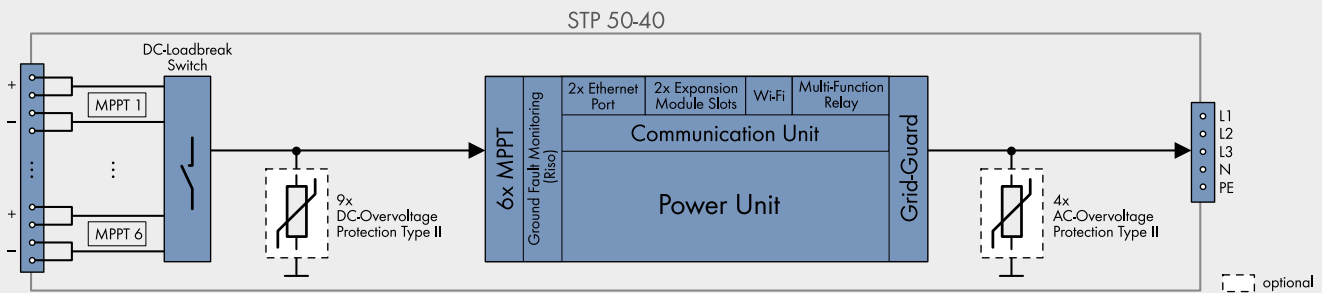 STP 50-40
DC-Loadbreak
Switch
+
MPPT 1
−
...
...
+
MPPT 6
−
9x
DC-Overvoltage
Protection Type II
6x MPPT
Ground Fault Monitoring
(Riso)
2x Ethernet
Port
2x Expansion
Module Slots
Wi-Fi
Multi-Function
Relay
Communication Unit
Power Unit
Grid-Guard
4x
AC-Overvoltage
Protection Type II
L1
L2
L3
N
PE
optional